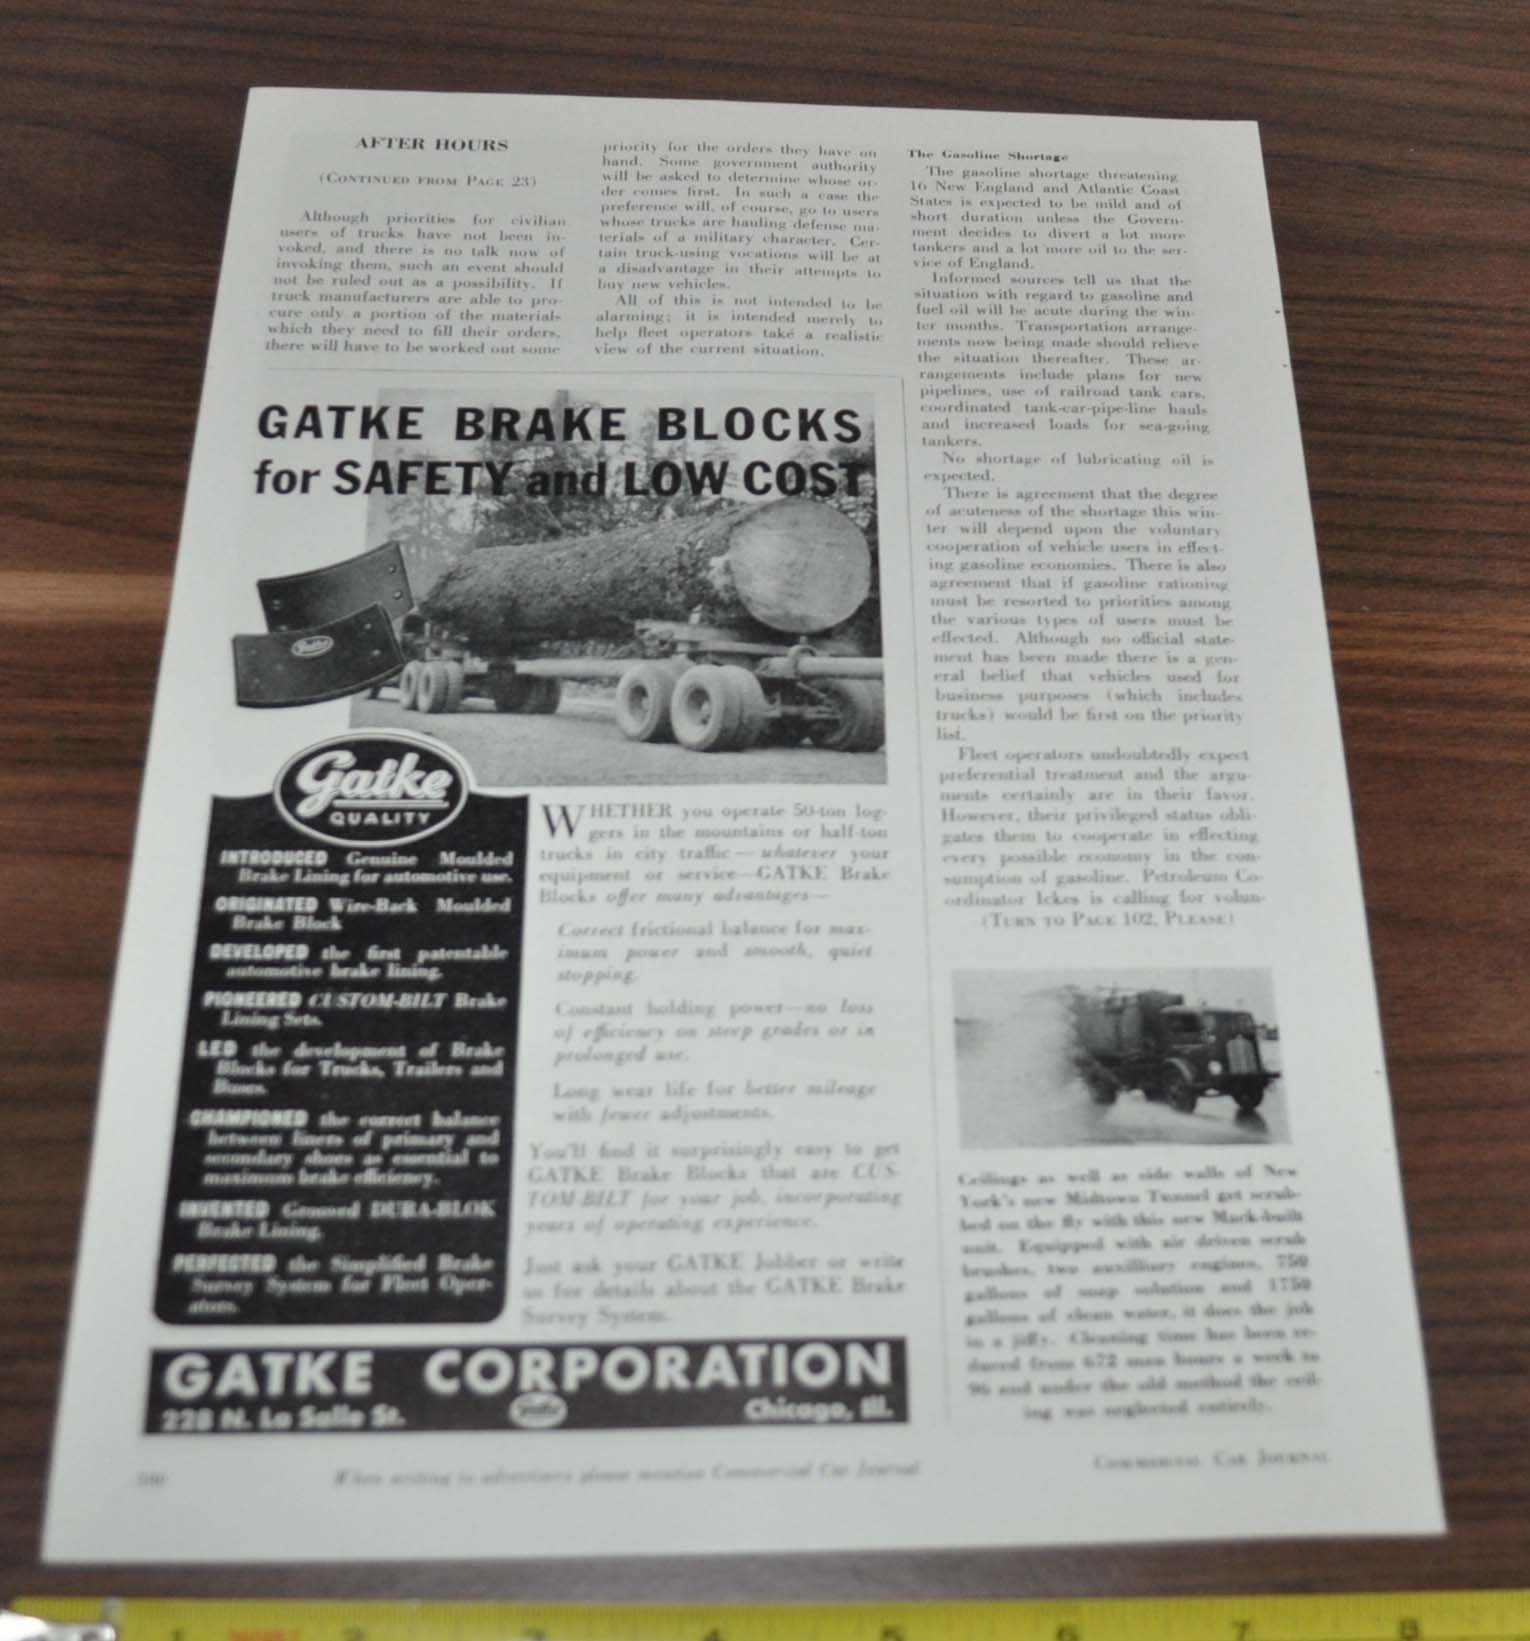 AFTER HOURS
(CONTINUED FROM PAGE 23)
Although priorities for civilian
users of trucks have not been in-
voked, and there is no talk now of
invoking them, such an event should
not be ruled out as a possibility. If
truck manufacturers are able to pro-
cure only a portion of the materials
which they need to fill their orders,
there will have to be worked out some
priority for the orders they have on
hand. Some government authority
will be asked to determine whose or-
der comes first. In such a case the
preference will, of course, go to users
whose trucks are hauling defense ma-
terials of a military character. Cer-
tain truck-using vocations will be at
a disadvantage in their attempts to
buy new vehicles.
All of this is not intended to be
alarming; it is intended merely to
help fleet operators take a realistic
view of the current situation.
The Gasoline Shortage
The gasoline shortage threatening
16 New England and Atlantic Coast
States is expected to be mild and of
short duration unless the Govern-
ment decides to divert a lot more
tankers and a lot more oil to the ser-
vice of England.
Informed sources tell us that the
situation with regard to gasoline and
fuel oil will be acute during the win-
ter months. Transportation arrange-
ments now being made should relieve
the situation thereafter. These ar-
rangements include plans for new
pipelines, use of railroad tank cars,
coordinated tank-car-pipe-line hauls
and increased loads for sea-going
tankers.
No shortage of lubricating oil is
expected.
There is agreement that the degree
of acuteness of the shortage this win-
ter will depend upon the voluntary
cooperation of vehicle users in effect-
ing gasoline economies. There is also
agreement that if gasoline rationing
must be resorted to priorities among
the various types of users must be
effected. Although no official state-
ment has been made there is a gen-
eral belief that vehicles used for
business purposes (which includes
trucks) would be first on the priority
list.
Fleet operators undoubtedly expect
preferential treatment and the argu-
ments certainly are in their favor.
However, their privileged status obli-
gates them to cooperate in effecting
every possible economy in the con-
sumption of gasoline. Petroleum Co-
ordinator Ickes is calling for volun-
(TURN TO PAGE 102, PLEASE)
GATKE BRAKE BLOCKS
for SAFETY and LOW COST
Gatke
Gatke
QUALITY
INTRODUCED Genuine Moulded
Brake Lining for automotive use.
ORIGINATED Wire-Back Moulded
Brake Block
DEVELOPED the first patentable
automotive brake lining.
PIONEERED CUSTOM-BILT Brake
Lining Sets.
LED the development of Brake
Blocks for Trucks, Trailers and
Buses.
CHAMPIONED the correct balance
between liners of primary and
secondary shoes as essential to
maximum brake efficiency.
INVENTED Grooved DURA-BLOK
Brake Lining.
PERFECTED the Simplified Brake
Survey System for Fleet Oper-
ators.
WHETHER you operate 50-ton log-
gers in the mountains or half-ton
trucks in city traffic—whatever your
equipment or service—GATKE Brake
Blocks offer many advantages—
Correct frictional balance for max-
imum power and smooth, quiet
stopping.
Constant holding power—no loss
of efficiency on steep grades or in
prolonged use.
Long wear life for better mileage
with fewer adjustments.
You'll find it surprisingly easy to get
GATKE Brake Blocks that are CUS-
TOM-BILT for your job, incorporating
years of operating experience.
Just ask your GATKE Jobber or write
us for details about the GATKE Brake
Survey System.
GATKE CORPORATION
228 N. La Salle St.
Gatke
Chicago, Ill.
Ceilings as well as side walls of New
York's new Midtown Tunnel get scrub-
bed on the fly with this new Mack-built
unit. Equipped with air driven scrub
brushes, two auxilliary engines, 750
gallons of soap solution and 1750
gallons of clean water, it does the job
in a jiffy. Cleaning time has been re-
duced from 672 man hours a week to
96 and under the old method the ceil-
ing was neglected entirely.
100
When writing to advertisers please mention Commercial Car Journal
COMMERCIAL CAR JOURNAL
1 2 3 4 5 6 7 8